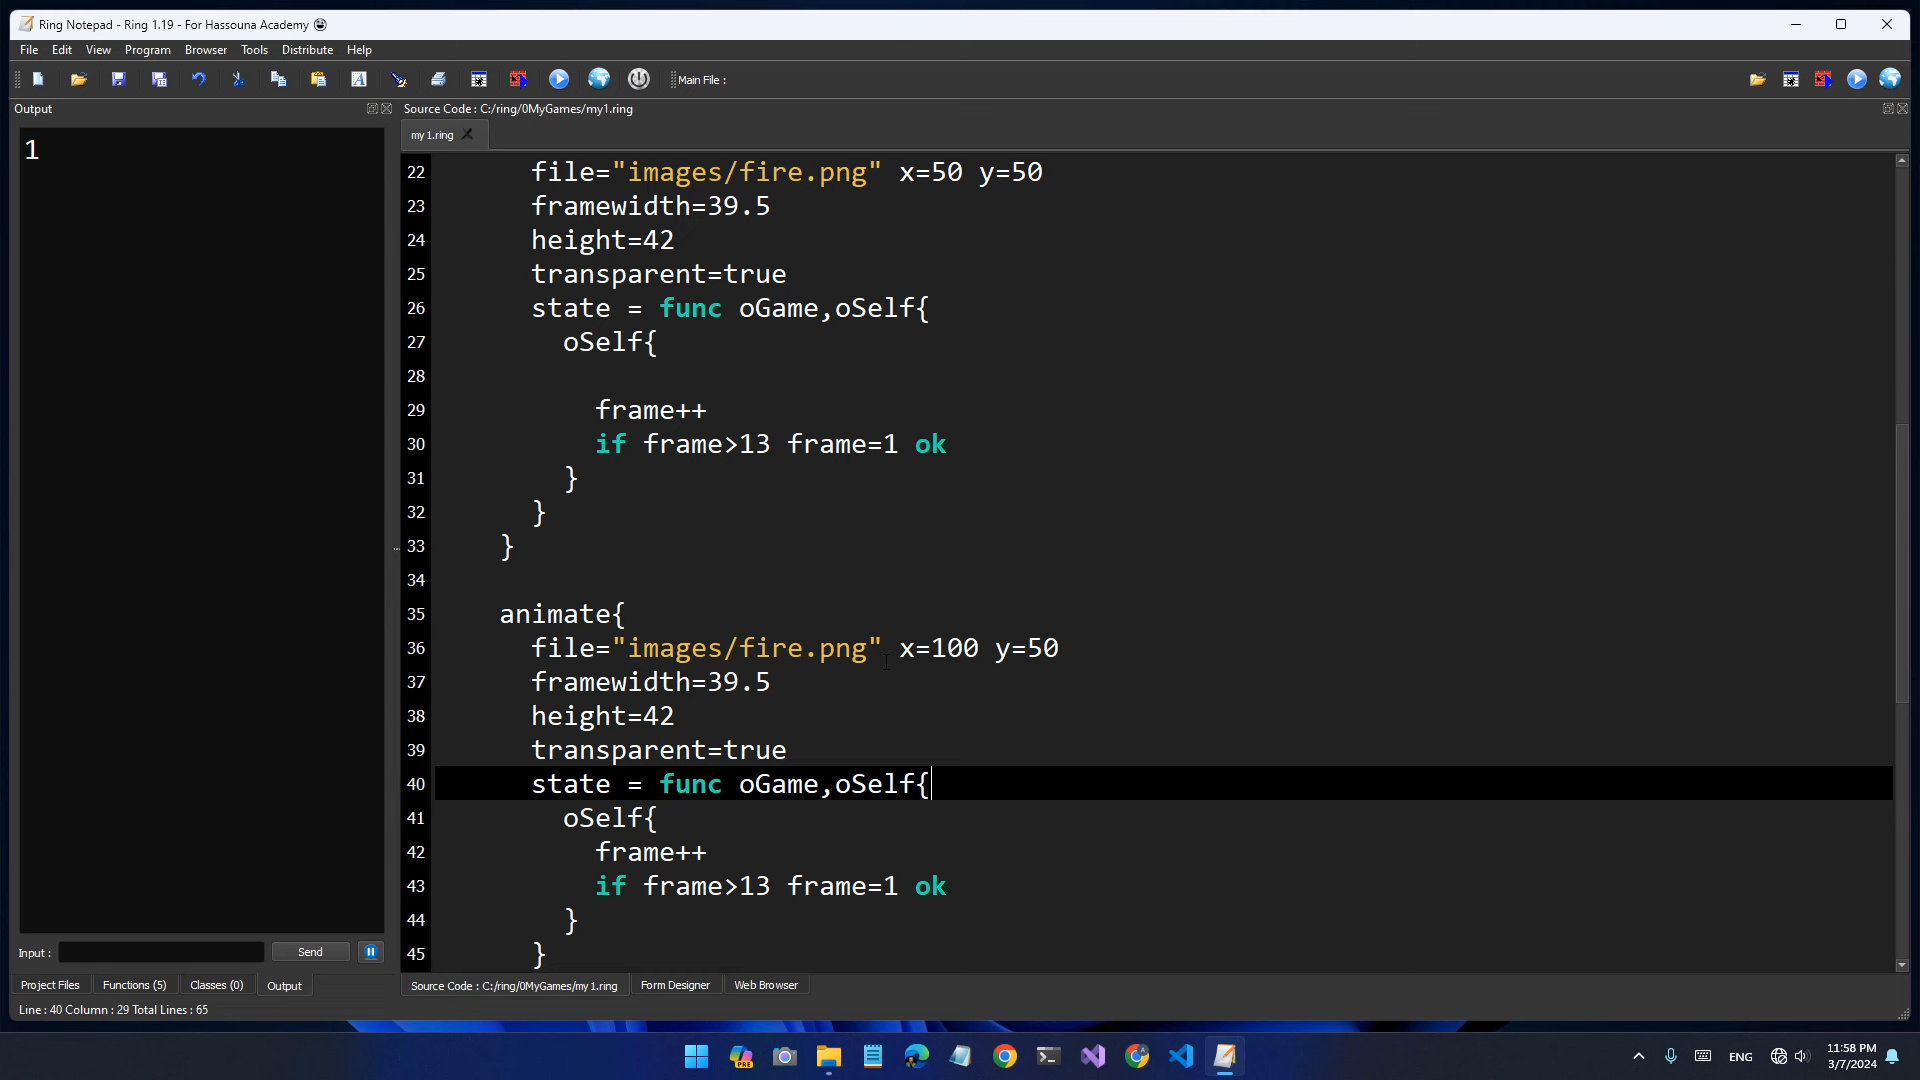 Ring Notepad - Ring 1.19 - For Hassouna Academy 😀
File Edit View Program Browser Tools Distribute Help
Main File :
Output
Source Code : C:/ring/0MyGames/my1.ring
my1.ring
1
22 file="images/fire.png" x=50 y=50
23 framewidth=39.5
24 height=42
25 transparent=true
26 state = func oGame,oSelf{
27 oSelf{
28
29 frame++
30 if frame>13 frame=1 ok
31 }
32 }
33 }
34
35 animate{
36 file="images/fire.png" x=100 y=50
37 framewidth=39.5
38 height=42
39 transparent=true
40 state = func oGame,oSelf{
41 oSelf{
42 frame++
43 if frame>13 frame=1 ok
44 }
45 }
Input : Send
Project Files Functions (5) Classes (0) Output
Source Code : C:/ring/0MyGames/my1.ring Form Designer Web Browser
Line : 40 Column : 29 Total Lines : 65
PRE
ENG
11:58 PM
3/7/2024